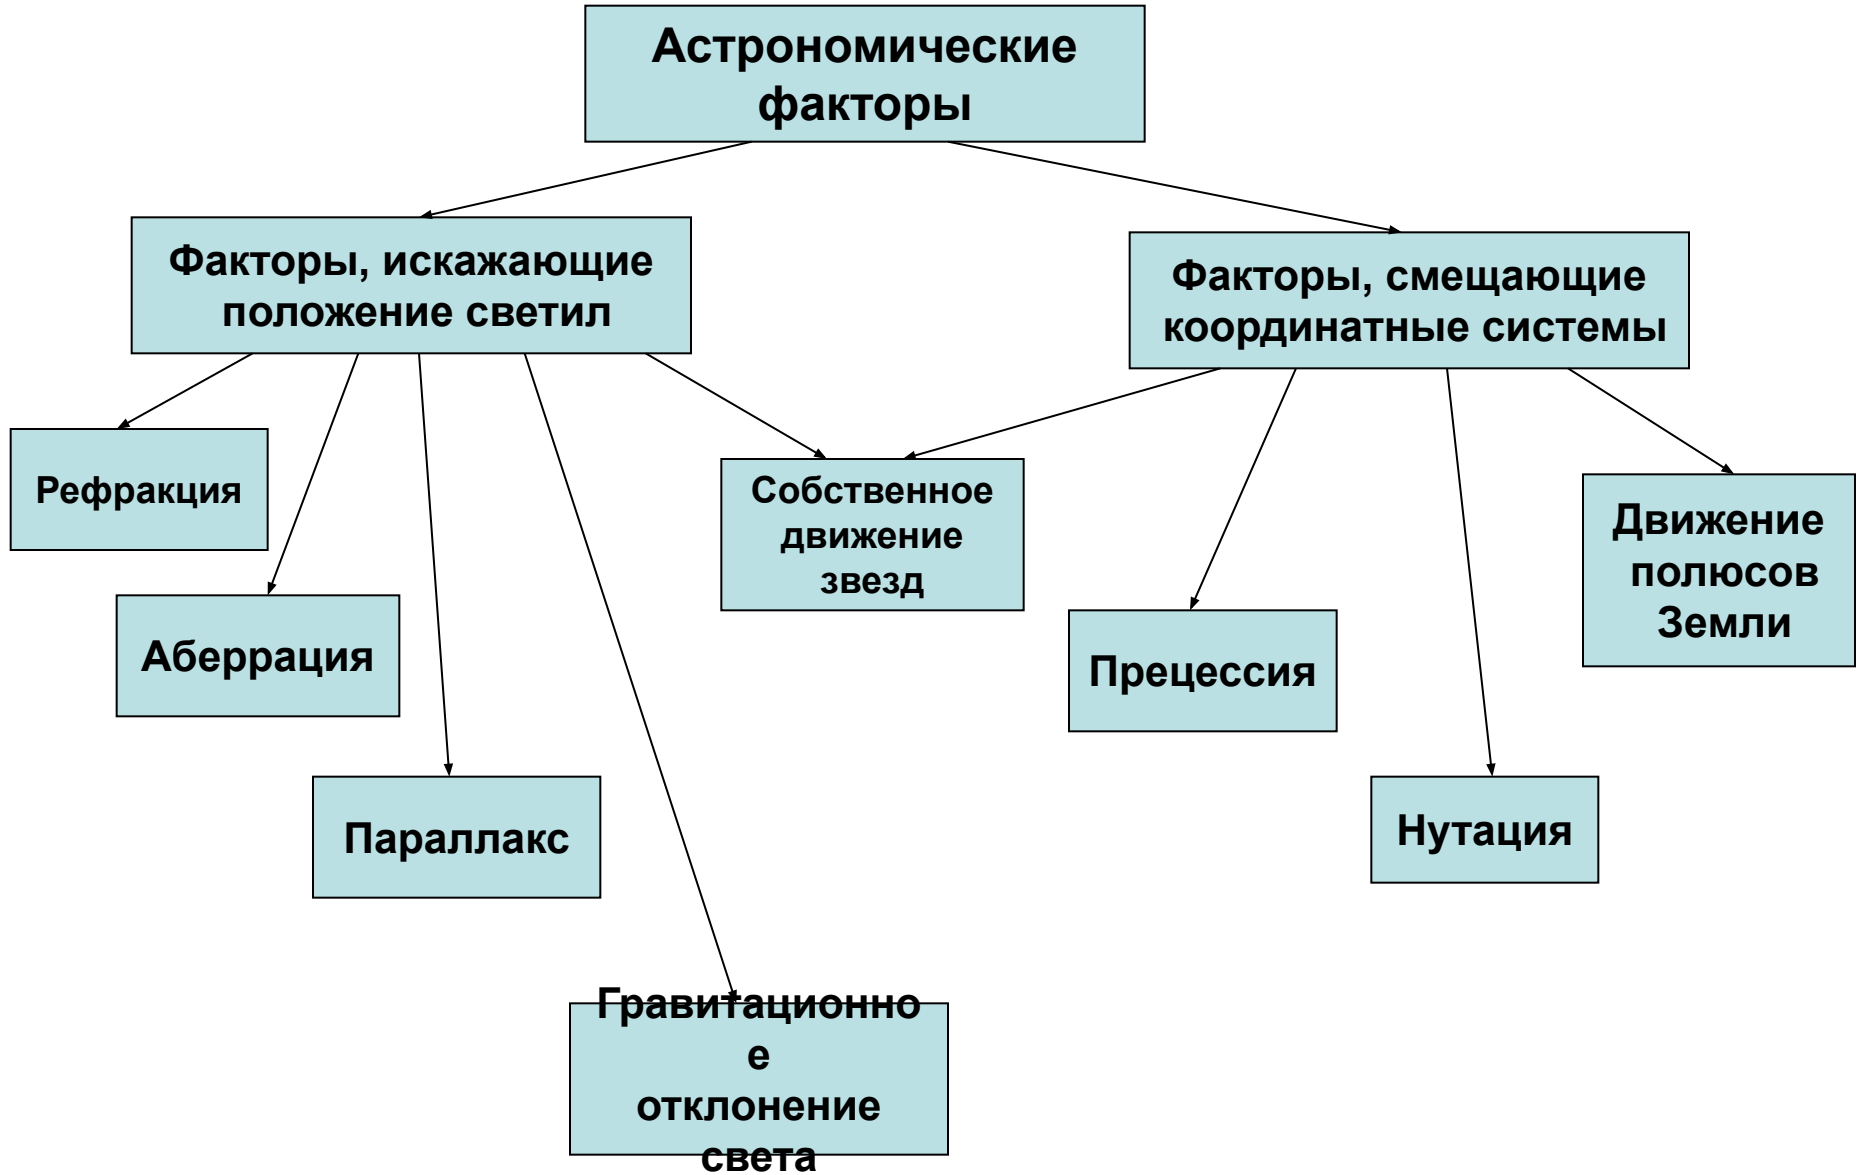 Астрономические
факторы
Факторы, искажающие
положение светил
Факторы, смещающие
координатные системы
Рефракция
Собственное
движение
звезд
Движение
полюсов
Земли
Аберрация
Прецессия
Параллакс
Нутация
Гравитационно
е
отклонение
света